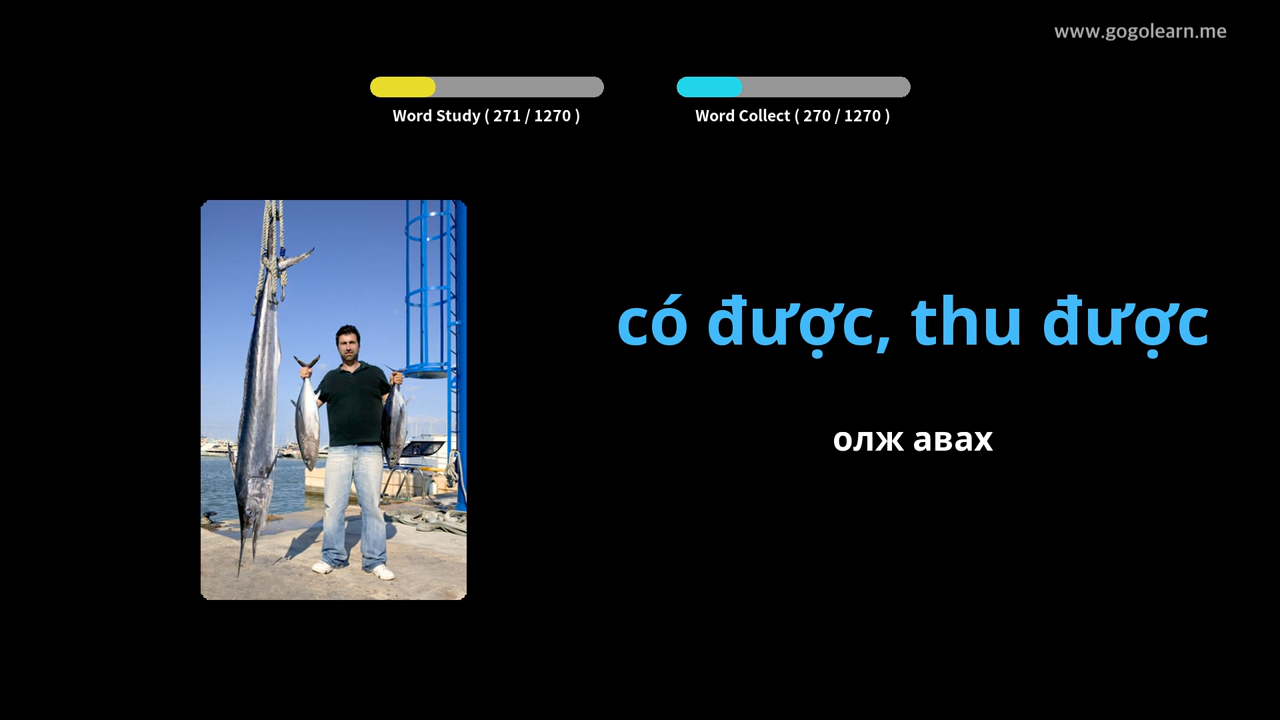 www.gogolearn.me
Word Study ( 271 / 1270 )
Word Collect ( 270 / 1270 )
có được, thu được
олж авах